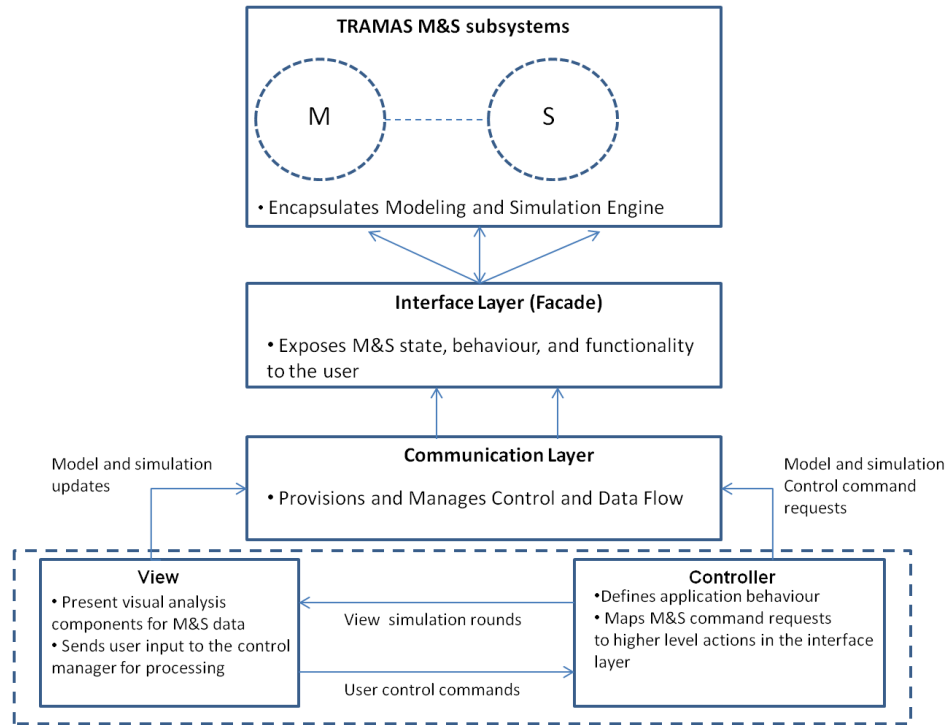 TRAMAS M&S subsystems
M
S
• Encapsulates Modeling and Simulation Engine
Interface Layer (Facade)
• Exposes M&S state, behaviour, and functionality
to the user
Communication Layer
• Provisions and Manages Control and Data Flow
Model and simulation
updates
Model and simulation
Control command
requests
View
• Present visual analysis
components for M&S data
• Sends user input to the control
manager for processing
View simulation rounds
User control commands
Controller
•Defines application behaviour
• Maps M&S command requests
to higher level actions in the interface
layer